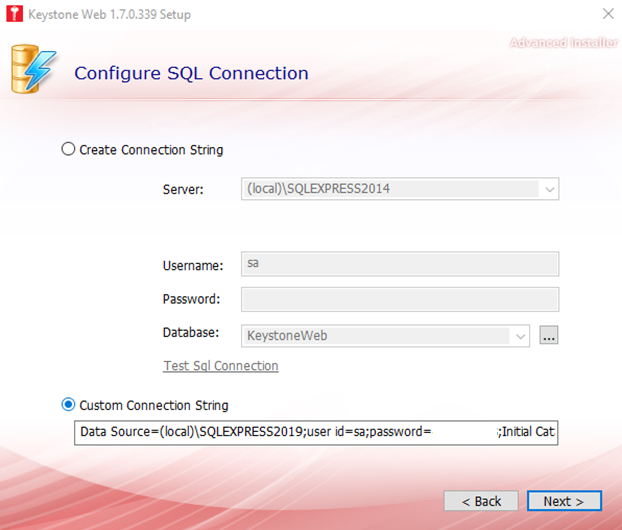 Keystone Web 1.7.0.339 Setup
Advanced Installer
Configure SQL Connection
Create Connection String
Server: (local)\SQLEXPRESS2014
Username: sa
Password:
Database: KeystoneWeb ...
Test Sql Connection
Custom Connection String
Data Source=(local)\SQLEXPRESS2019;user id=sa;password= ;Initial Cat
< Back Next >